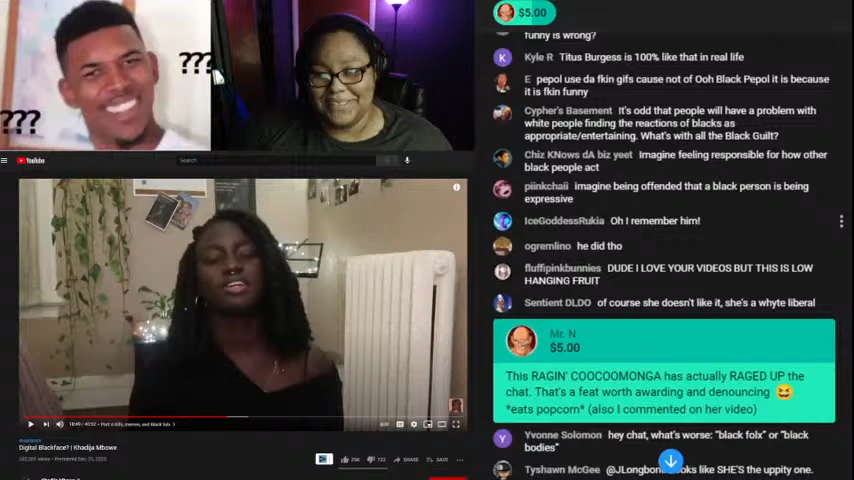 $5.00
funny is wrong?
Kyle R Titus Burgess is 100% like that in real life
E pepol use da fkin gifs cause not of Ooh Black Pepol it is because
it is fkin funny
Cypher's Basement It's odd that people will have a problem with
white people finding the reactions of blacks as
appropriate/entertaining. What's with all the Black Guilt?
Chiz KNows dA biz yeet Imagine feeling responsible for how other
black people act
piinkchaii imagine being offended that a black person is being
expressive
IceGoddessRukia Oh I remember him!
ogremlino he did tho
fluffipinkbunnies DUDE I LOVE YOUR VIDEOS BUT THIS IS LOW
HANGING FRUIT
Sentient DLDO of course she doesn't like it, she's a whyte liberal
Mr. N
$5.00
This RAGIN' COOCOOMONGA has actually RAGED UP the
chat. That's a feat worth awarding and denouncing
*eats popcorn* (also I commented on her video)
Yvonne Solomon hey chat, what's worse: "black folx" or "black
bodies"
Tyshawn McGee looks like SHE'S the uppity one.
???
???
YouTube
Search
Digital Blackface? | Khadija Mbowe
SHARE
SAVE